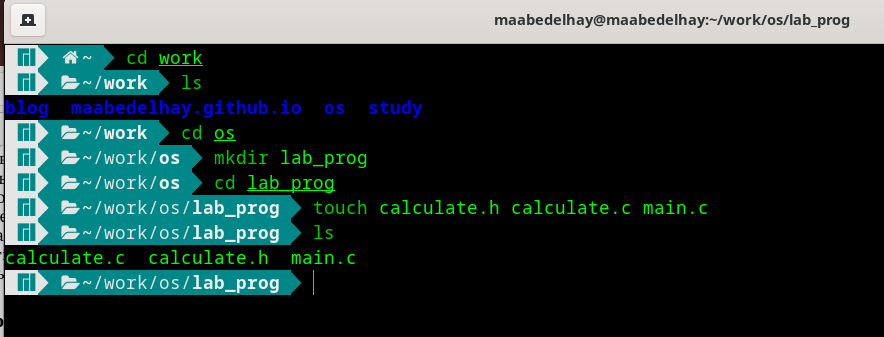 maabedelhay@maabedelhay:~/work/os/lab_prog
~ cd work
~/work ls
blog maabedelhay.github.io os study
~/work cd os
~/work/os mkdir lab_prog
~/work/os cd lab_prog
~/work/os/lab_prog touch calculate.h calculate.c main.c
~/work/os/lab_prog ls
calculate.c calculate.h main.c
~/work/os/lab_prog